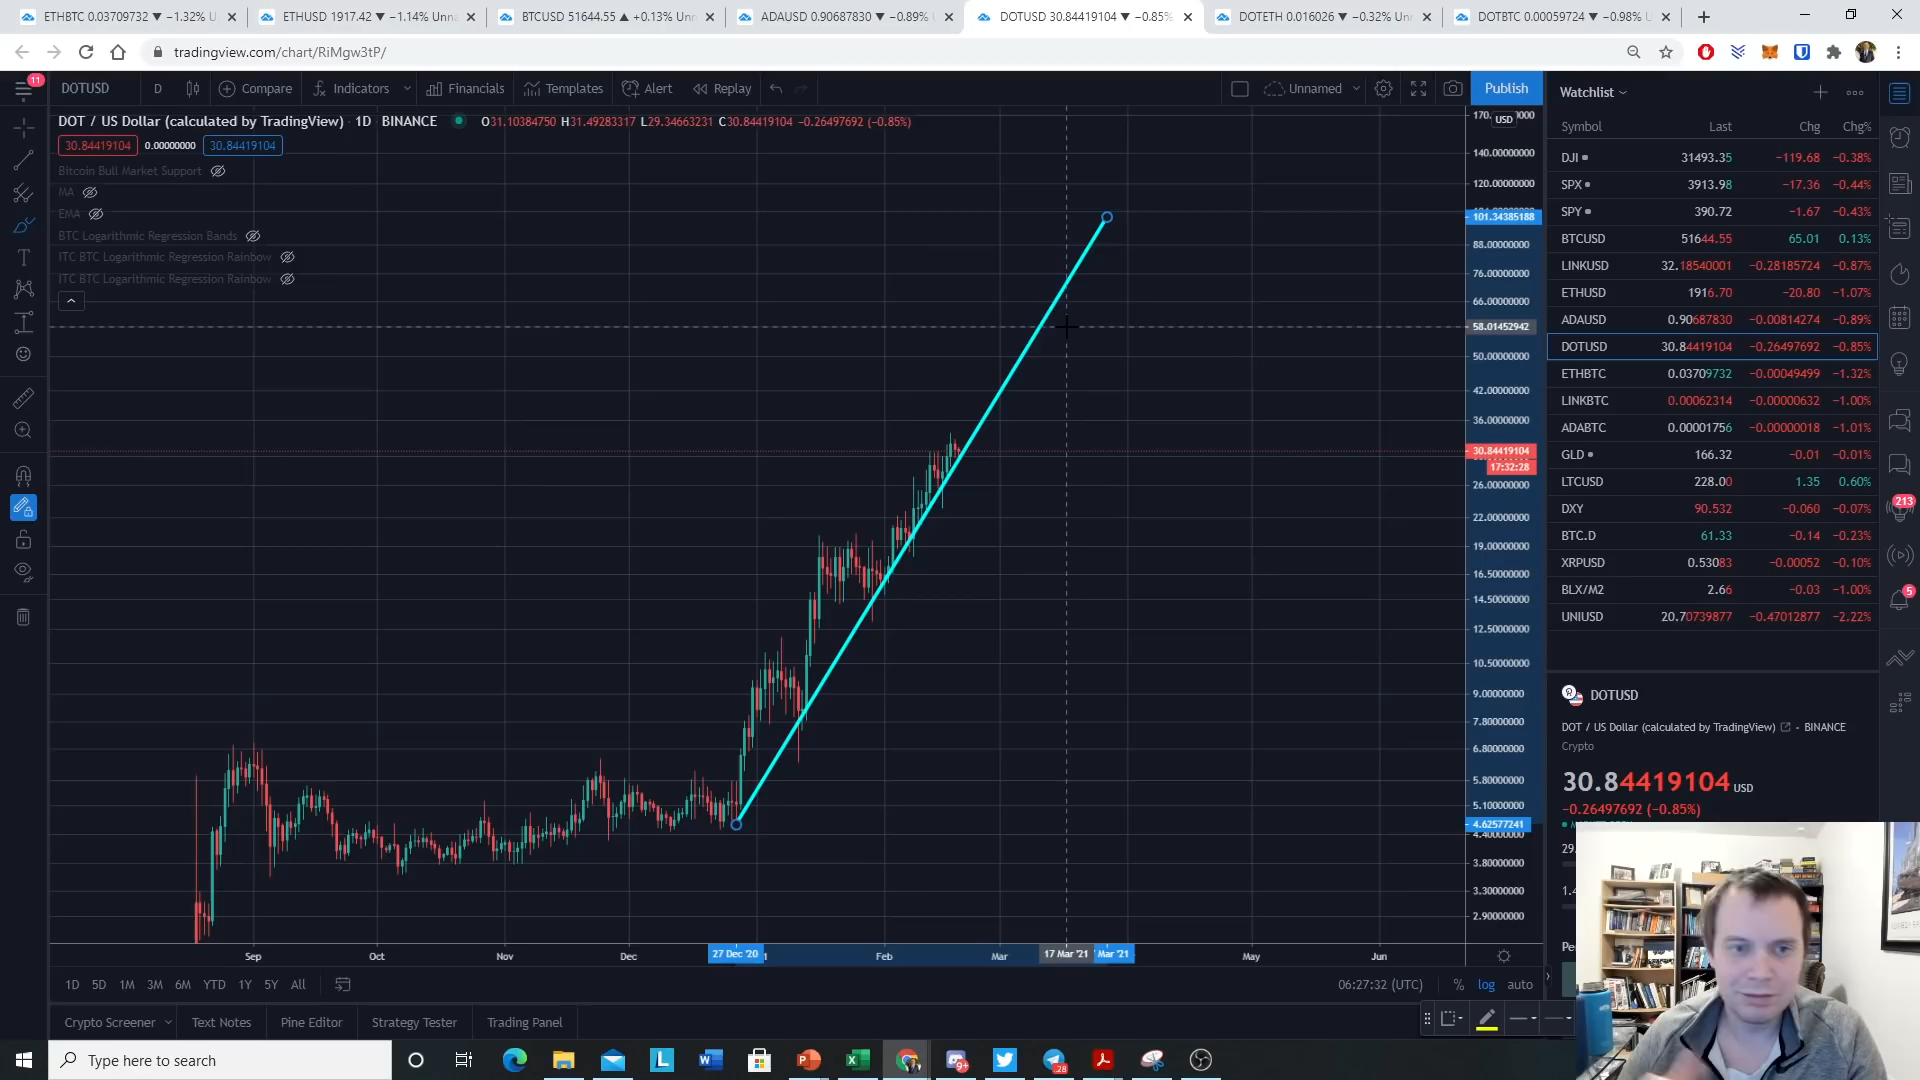 ETHBTC 0.03709732 ▼ −1.32% U
ETHUSD 1917.42 ▼ −1.14% Unna
BTCUSD 51644.55 ▲ +0.13% Unr
ADAUSD 0.90687830 ▼ −0.89% U
DOTUSD 30.84419104 ▼ −0.85%
DOTETH 0.016026 ▼ −0.32% Un
DOTBTC 0.00059724 ▼ −0.98% U
tradingview.com/chart/RiMgw3tP/
11
DOTUSD D Compare Indicators Financials Templates Alert Replay Unnamed Publish
DOT / US Dollar (calculated by TradingView) · 1D · BINANCE O31.10384750 H31.49283317 L29.34663231 C30.84419104 −0.26497692 (−0.85%)
30.84419104 0.00000000 30.84419104
Bitcoin Bull Market Support
MA
EMA
BTC Logarithmic Regression Bands
ITC BTC Logarithmic Regression Rainbow
ITC BTC Logarithmic Regression Rainbow
USD
140.00000000
120.00000000
101.34385188
88.00000000
76.00000000
66.00000000
58.01452942
50.00000000
42.00000000
36.00000000
30.84419104
17:32:28
26.00000000
22.00000000
19.00000000
16.50000000
14.50000000
12.50000000
10.50000000
9.00000000
7.80000000
6.80000000
5.80000000
5.10000000
4.62577241
4.40000000
3.80000000
3.30000000
2.90000000
Sep Oct Nov Dec 27 Dec '20 1 Feb Mar 17 Mar '21 Mar '21 May Jun
1D 5D 1M 3M 6M YTD 1Y 5Y All
06:27:32 (UTC) % log auto
Crypto Screener Text Notes Pine Editor Strategy Tester Trading Panel
Watchlist
Symbol Last Chg Chg%
DJI 31493.35 −119.68 −0.38%
SPX 3913.98 −17.36 −0.44%
SPY 390.72 −1.67 −0.43%
BTCUSD 51644.55 65.01 0.13%
LINKUSD 32.18540001 −0.28185724 −0.87%
ETHUSD 1916.70 −20.80 −1.07%
ADAUSD 0.90687830 −0.00814274 −0.89%
DOTUSD 30.84419104 −0.26497692 −0.85%
ETHBTC 0.03709732 −0.00049499 −1.32%
LINKBTC 0.00062314 −0.00000632 −1.00%
ADABTC 0.00001756 −0.00000018 −1.01%
GLD 166.32 −0.01 −0.01%
LTCUSD 228.00 1.35 0.60%
DXY 90.532 −0.060 −0.07%
BTC.D 61.33 −0.14 −0.23%
XRPUSD 0.53083 −0.00052 −0.10%
BLX/M2 2.66 −0.03 −1.00%
UNIUSD 20.70739877 −0.47012877 −2.22%
213
5
DOTUSD
DOT / US Dollar (calculated by TradingView) - BINANCE
Crypto
30.84419104 USD
−0.26497692 (−0.85%)
29.
1.4
Pe
Type here to search
9+
28